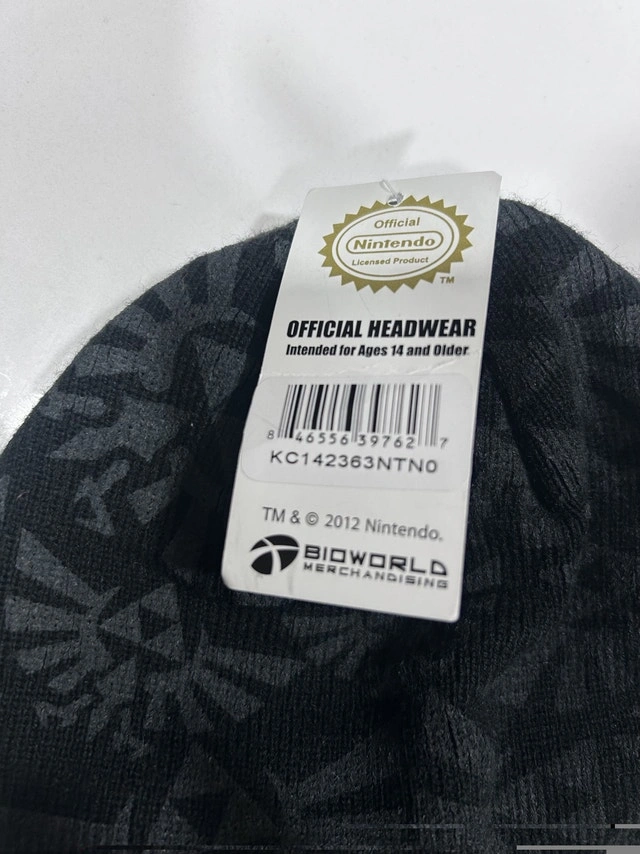 Official
Nintendo
Licensed Product
TM
OFFICIAL HEADWEAR
Intended for Ages 14 and Older
8 46556 39762 7
KC142363NTN0
TM & © 2012 Nintendo.
BIOWORLD
MERCHANDISING